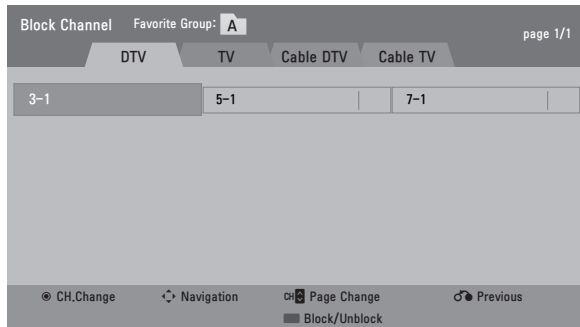 Block Channel Favorite Group: A page 1/1
DTV TV Cable DTV Cable TV
3-1 5-1 7-1
CH.Change Navigation CH Page Change Previous
Block/Unblock